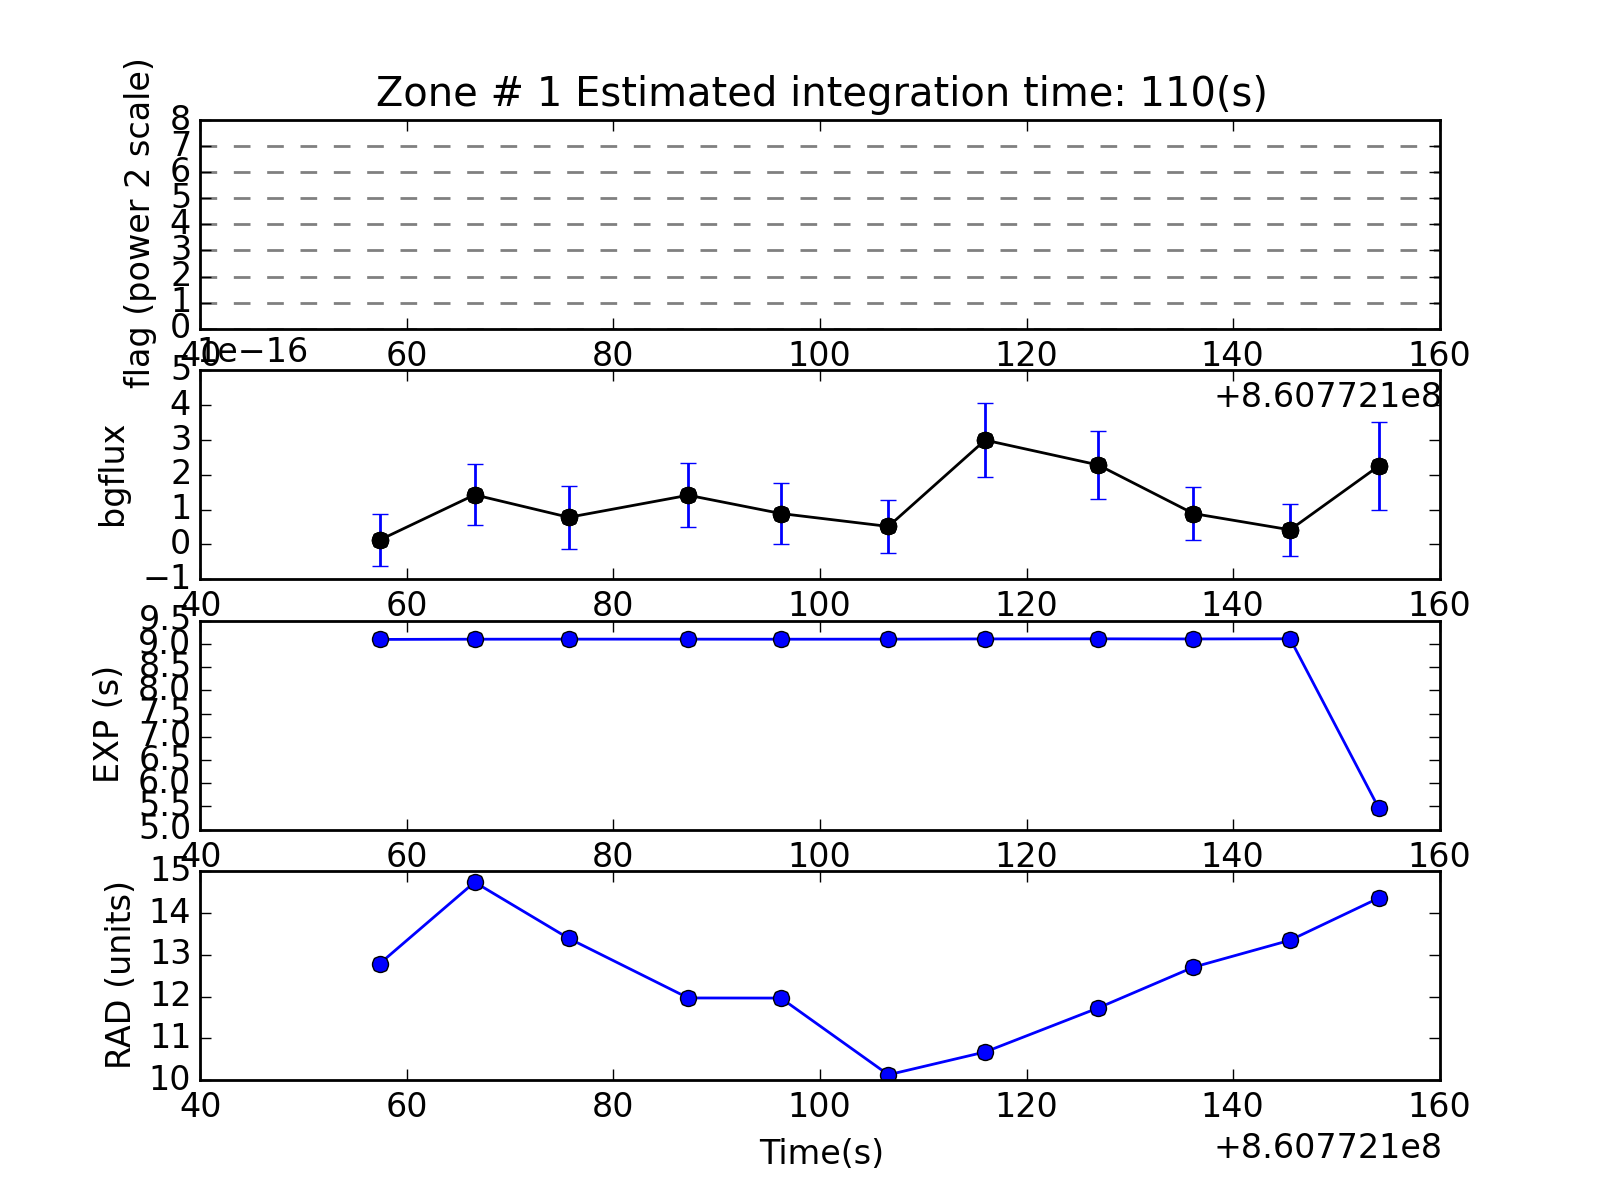 Zone # 1 Estimated integration time: 110(s)
flag (power 2 scale)
8
7
6
5
4
3
2
1
0
40 60 80 100 120 140 160
1e−16
+8.607721e8
bgflux
5
4
3
2
1
0
−1
40 60 80 100 120 140 160
EXP (s)
9.5
9.0
8.5
8.0
7.5
7.0
6.5
6.0
5.5
5.0
40 60 80 100 120 140 160
RAD (units)
15
14
13
12
11
10
40 60 80 100 120 140 160
Time(s)
+8.607721e8